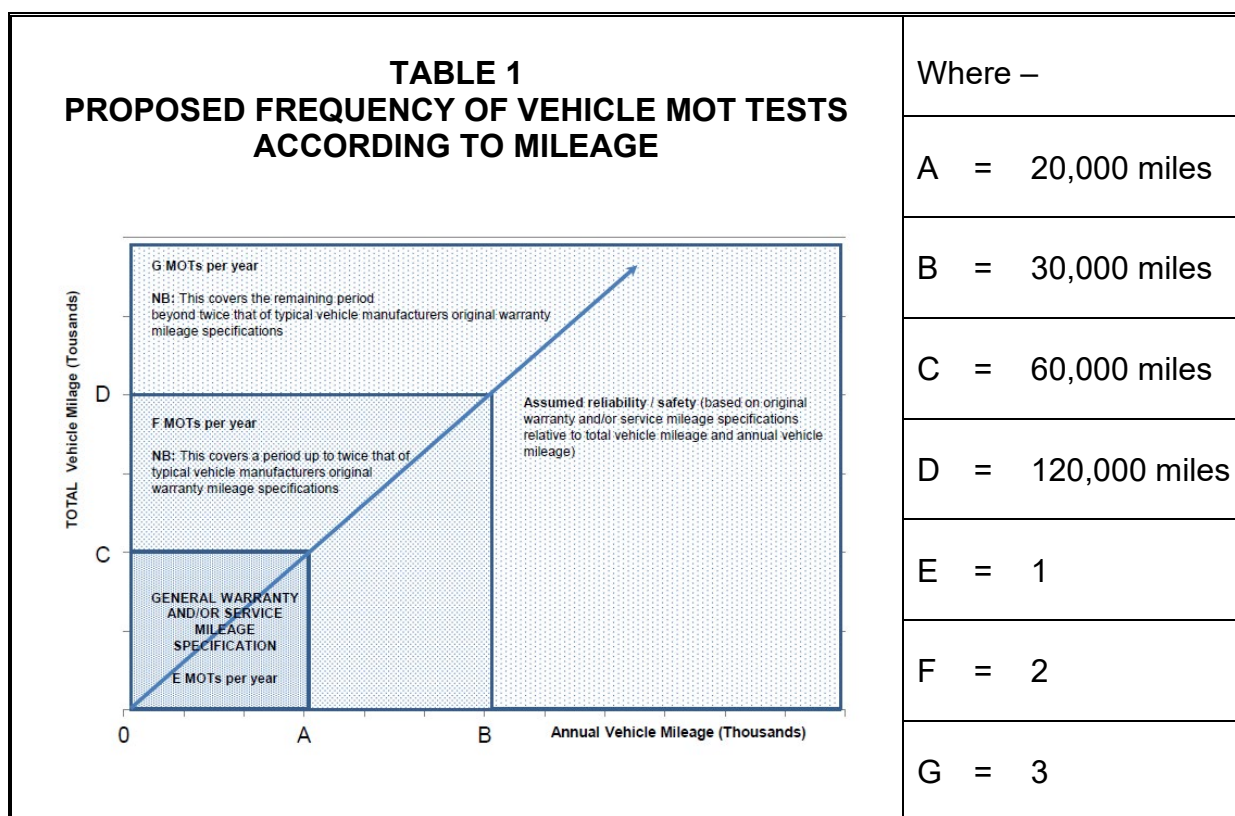 TABLE 1
PROPOSED FREQUENCY OF VEHICLE MOT TESTS
ACCORDING TO MILEAGE
TOTAL Vehicle Milage (Tousands)
G MOTs per year
NB: This covers the remaining period
beyond twice that of typical vehicle manufacturers original warranty
mileage specifications
D
F MOTs per year
NB: This covers a period up to twice that of
typical vehicle manufacturers original
warranty mileage specifications
Assumed reliability / safety (based on original
warranty and/or service mileage specifications
relative to total vehicle mileage and annual vehicle
mileage)
C
GENERAL WARRANTY
AND/OR SERVICE
MILEAGE
SPECIFICATION
E MOTs per year
0 A B Annual Vehicle Mileage (Thousands)
Where –
A = 20,000 miles
B = 30,000 miles
C = 60,000 miles
D = 120,000 miles
E = 1
F = 2
G = 3